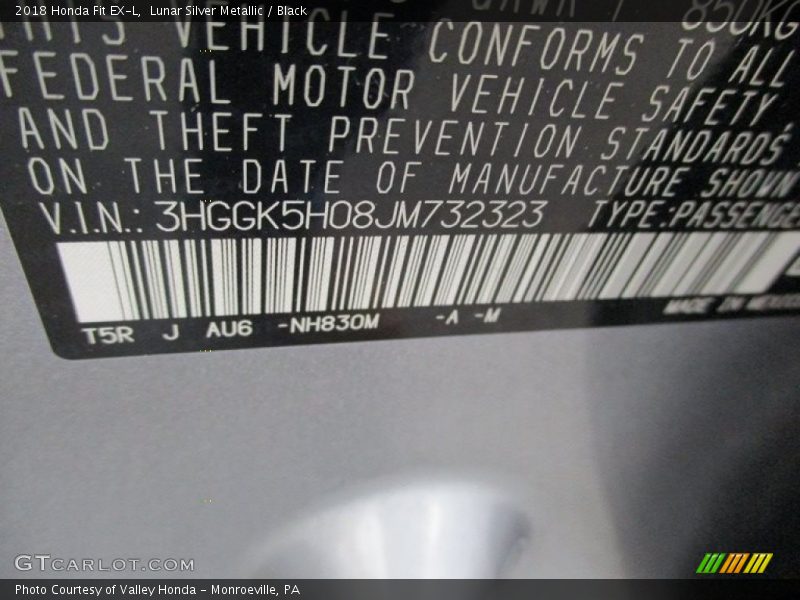 2018 Honda Fit EX-L,  Lunar Silver Metallic / Black
GAWR 850KG
THIS VEHICLE CONFORMS TO ALL
FEDERAL MOTOR VEHICLE SAFETY
AND THEFT PREVENTION STANDARDS
ON THE DATE OF MANUFACTURE SHOWN
V.I.N.: 3HGGK5H08JM732323 TYPE:PASSENGE
T5R J AU6 -NH830M -A -M MADE IN MEXICO
GTCARLOT.COM
Photo Courtesy of Valley Honda - Monroeville, PA